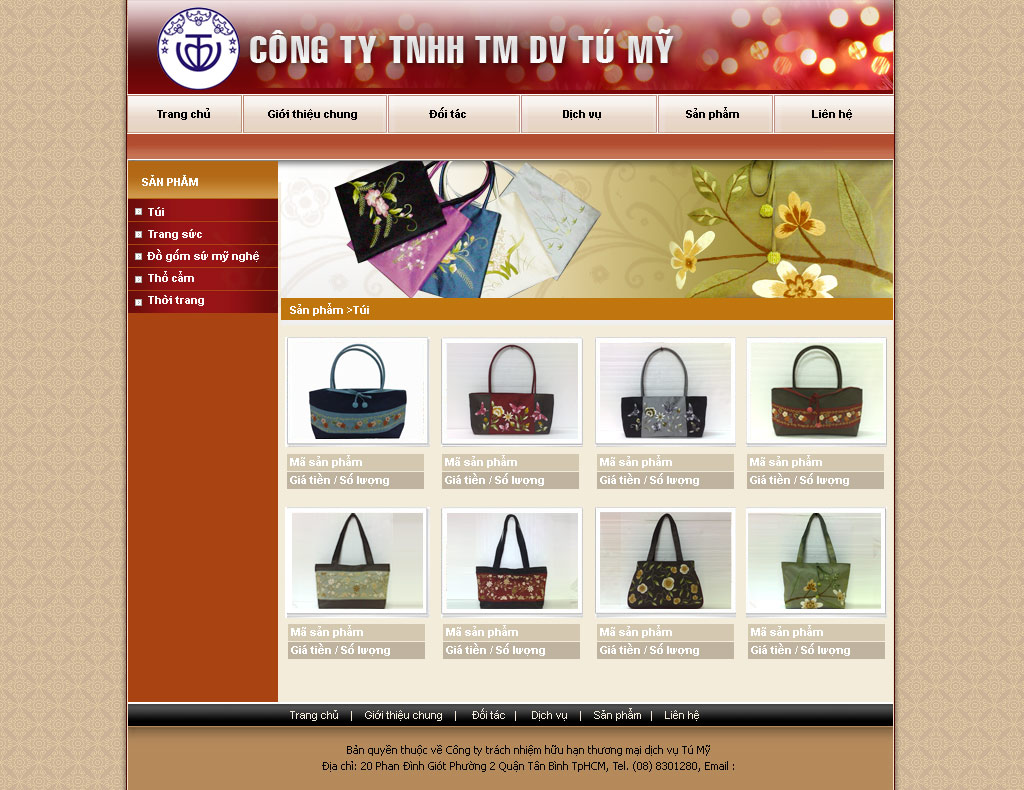 CÔNG TY TNHH TM DV TÚ MỸ
Trang chủ Giới thiệu chung Đối tác Dịch vụ Sản phẩm Liên hệ
SẢN PHẨM
Túi
Trang sức
Đồ gốm sứ mỹ nghệ
Thổ cẩm
Thời trang
Sản phẩm >Túi
Mã sản phẩm Mã sản phẩm Mã sản phẩm Mã sản phẩm
Giá tiền / Số lượng Giá tiền / Số lượng Giá tiền / Số lượng Giá tiền / Số lượng
Mã sản phẩm Mã sản phẩm Mã sản phẩm Mã sản phẩm
Giá tiền / Số lượng Giá tiền / Số lượng Giá tiền / Số lượng Giá tiền / Số lượng
Trang chủ | Giới thiệu chung | Đối tác | Dịch vụ | Sản phẩm | Liên hệ
Bản quyền thuộc về Công ty trách nhiệm hữu hạn thương mại dịch vụ Tú Mỹ
Địa chỉ: 20 Phan Đình Giót Phường 2 Quận Tân Bình TpHCM, Tel. (08) 8301280, Email :